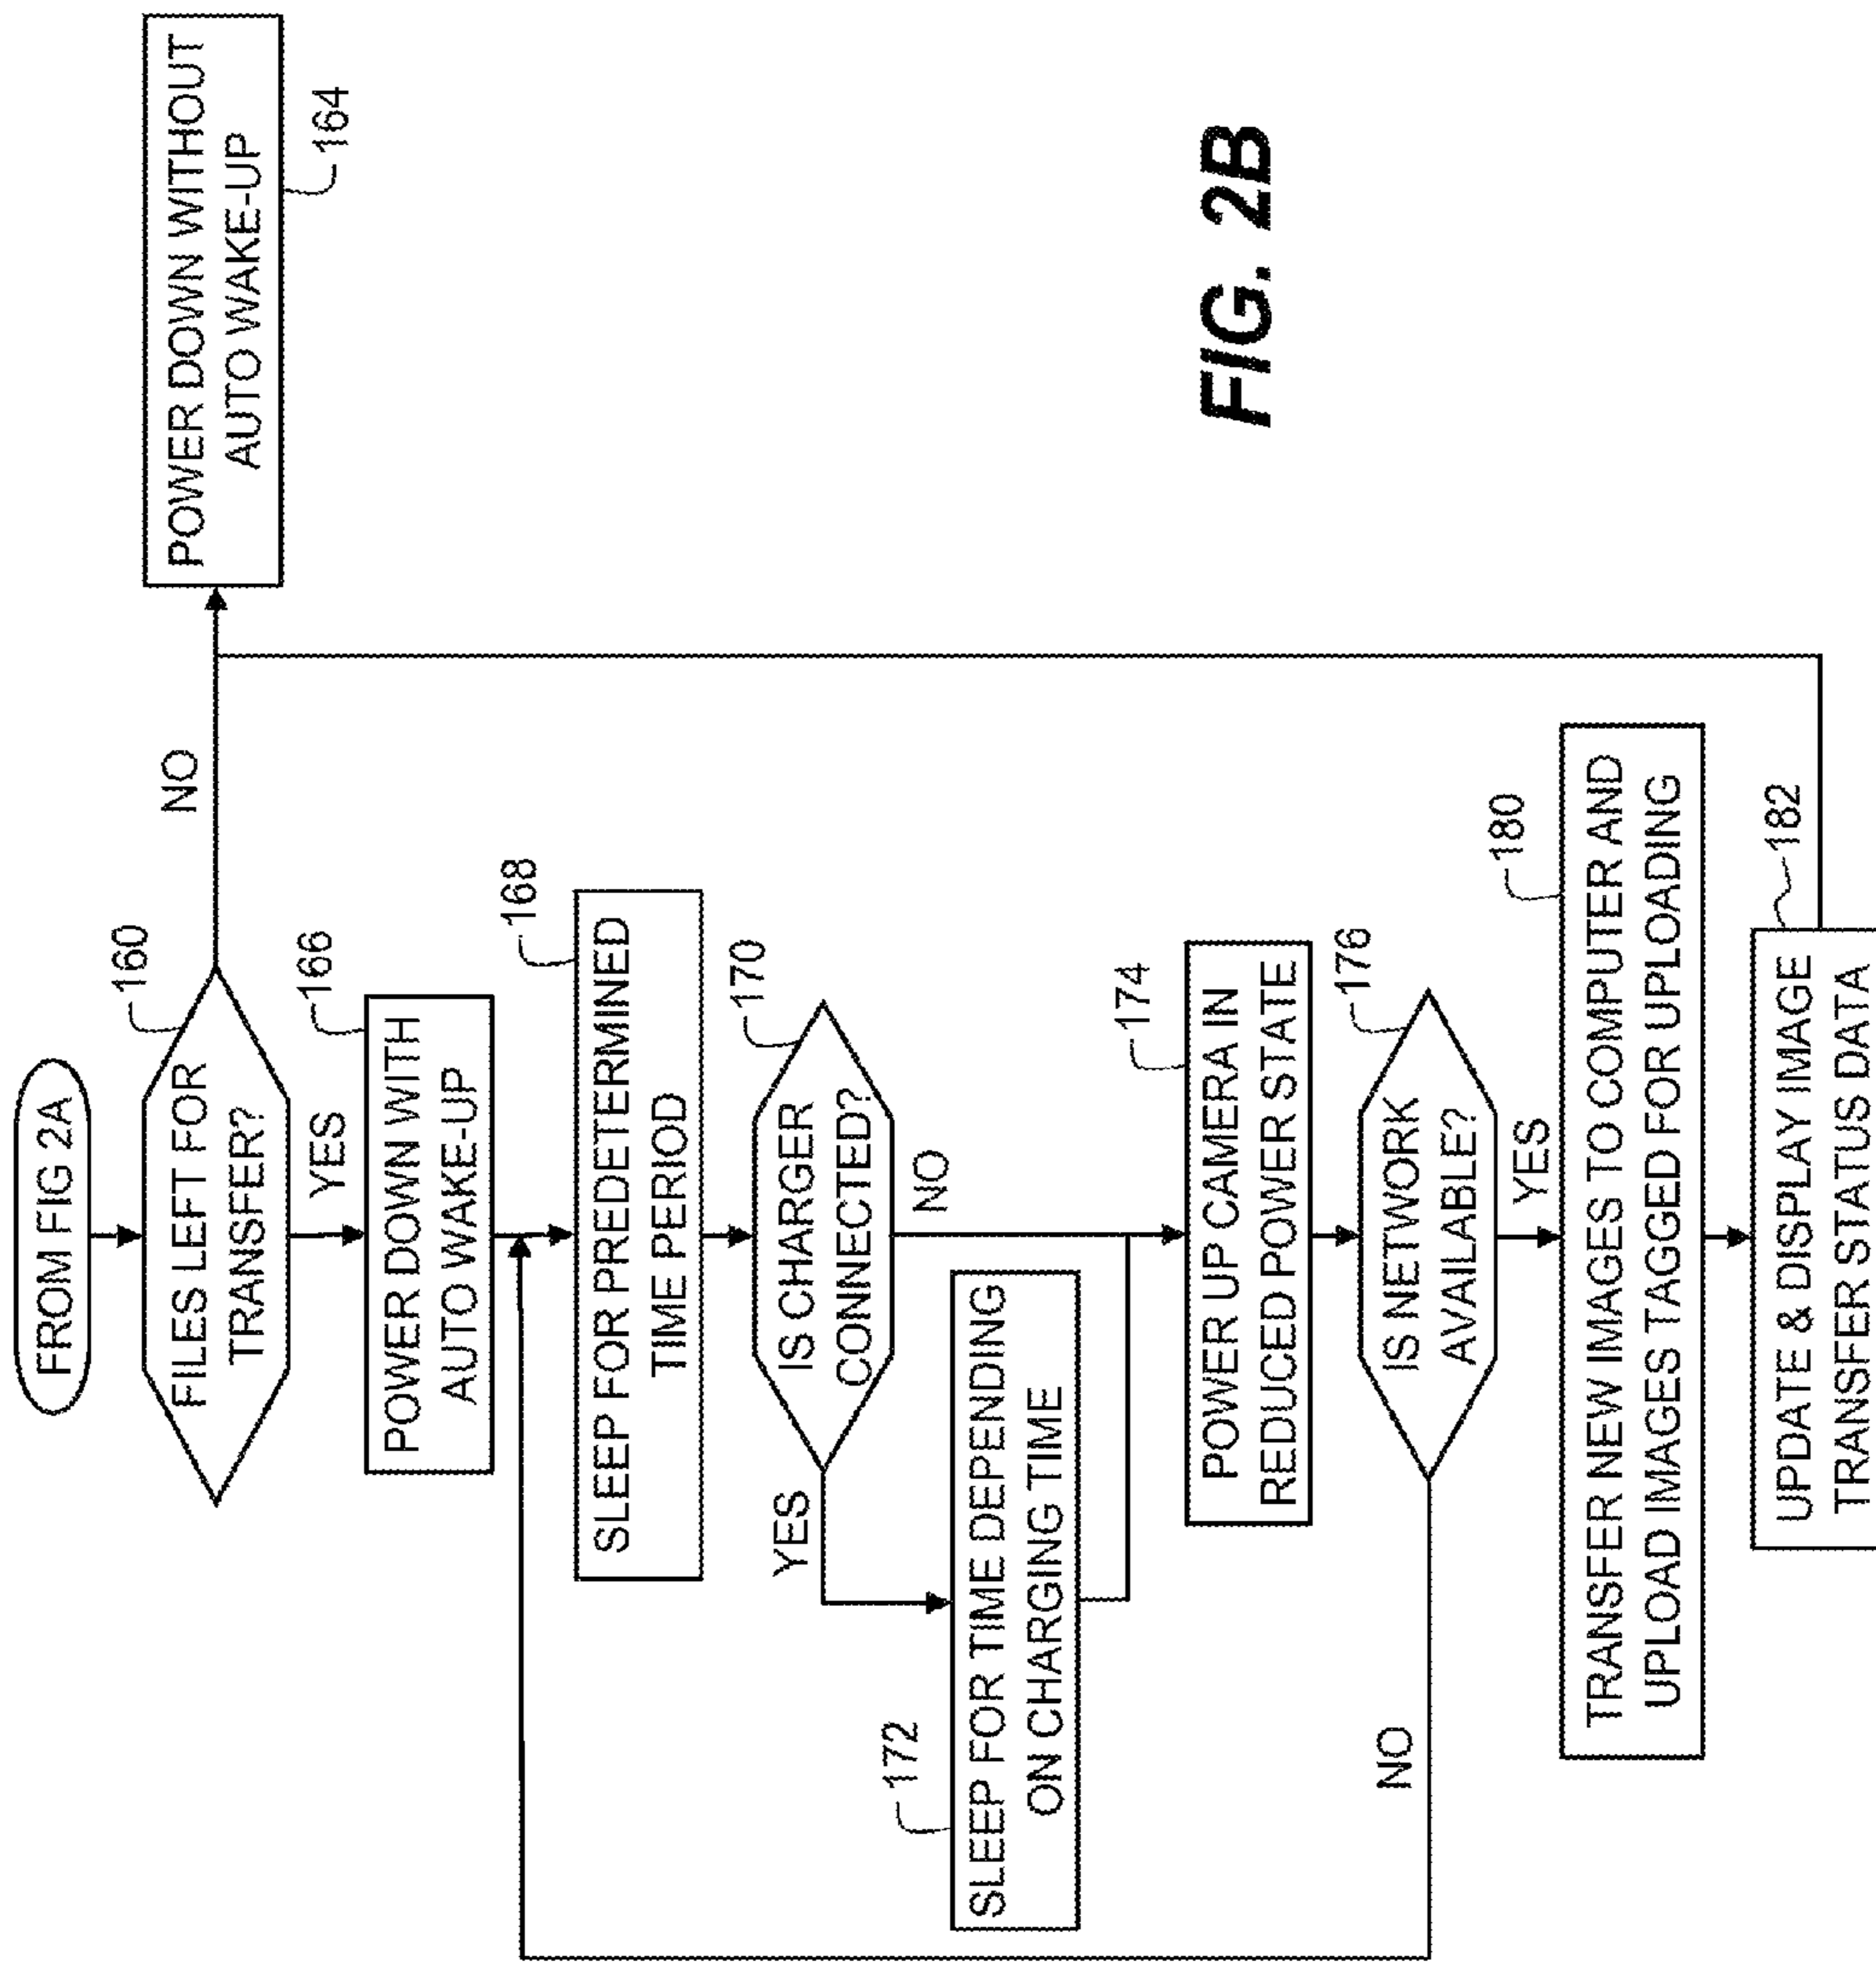 FROM FIG 2A
160
FILES LEFT FOR
TRANSFER?
NO
POWER DOWN WITHOUT
AUTO WAKE-UP
164
YES
166
POWER DOWN WITH
AUTO WAKE-UP
168
SLEEP FOR PREDETERMINED
TIME PERIOD
170
IS CHARGER
CONNECTED?
YES
NO
172
SLEEP FOR TIME DEPENDING
ON CHARGING TIME
174
POWER UP CAMERA IN
REDUCED POWER STATE
176
IS NETWORK
AVAILABLE?
NO
YES
180
TRANSFER NEW IMAGES TO COMPUTER AND
UPLOAD IMAGES TAGGED FOR UPLOADING
182
UPDATE & DISPLAY IMAGE
TRANSFER STATUS DATA
FIG. 2B